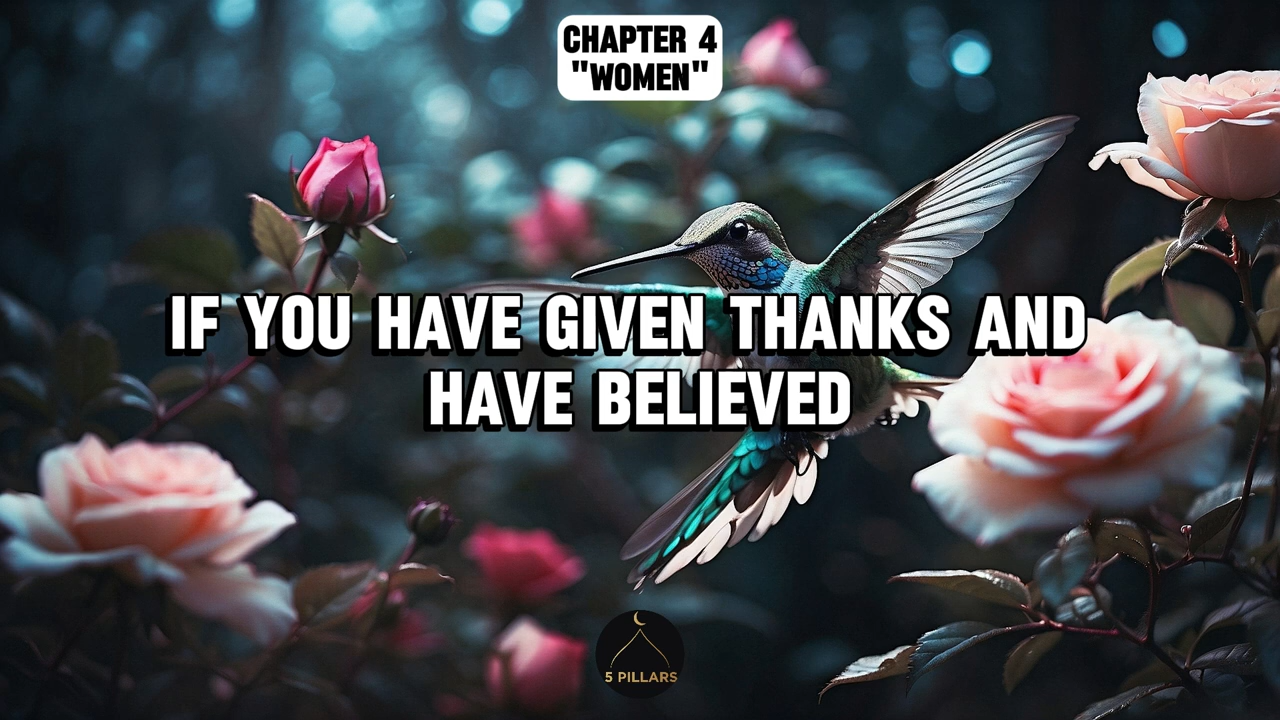 CHAPTER 4
"WOMEN"
IF YOU HAVE GIVEN THANKS AND
HAVE BELIEVED
5 PILLARS